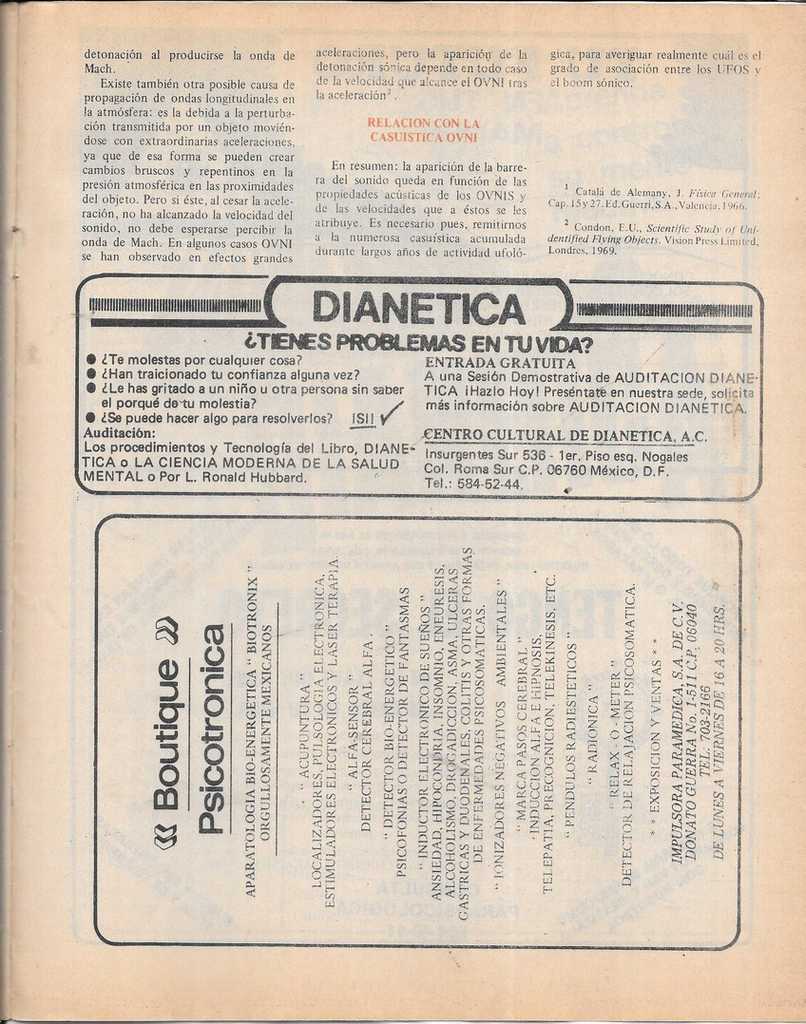 detonación al producirse la onda de
Mach.
Existe también otra posible causa de
propagación de ondas longitudinales en
la atmósfera: es la debida a la perturba-
ción transmitida por un objeto movién-
dose con extraordinarias aceleraciones,
ya que de esa forma se pueden crear
cambios bruscos y repentinos en la
presión atmosférica en las proximidades
del objeto. Pero si éste, al cesar la acele-
ración, no ha alcanzado la velocidad del
sonido, no debe esperarse percibir la
onda de Mach. En algunos casos OVNI
se han observado en efectos grandes
aceleraciones, pero la aparición de la
detonación sónica depende en todo caso
de la velocidad que alcance el OVNI tras
la aceleración².
RELACION CON LA
CASUISTICA OVNI
En resumen: la aparición de la barre-
ra del sonido queda en función de las
propiedades acústicas de los OVNIS y
de las velocidades que a éstos se les
atribuye. Es necesario pues, remitirnos
a la numerosa casuística acumulada
durante largos años de actividad ufoló-
gica, para averiguar realmente cuál es el
grado de asociación entre los UFOS y
el boom sónico.
¹ Catalá de Alemany, J. Física General;
Cap. 15 y 27. Ed. Guerri, S.A., Valencia, 1966.
² Condon, E.U., Scientific Study of Uni-
dentified Flying Objects. Vision Press Limited,
Londres, 1969.
DIANETICA
¿TIENES PROBLEMAS EN TU VIDA?
● ¿Te molestas por cualquier cosa?
● ¿Han traicionado tu confianza alguna vez?
● ¿Le has gritado a un niño u otra persona sin saber
el porqué de tu molestia?
● ¿Se puede hacer algo para resolverlos? ¡SI!
Auditación:
Los procedimientos y Tecnología del Libro, DIANE-
TICA o LA CIENCIA MODERNA DE LA SALUD
MENTAL o Por L. Ronald Hubbard.
ENTRADA GRATUITA
A una Sesión Demostrativa de AUDITACION DIANE-
TICA ¡Hazlo Hoy! Preséntate en nuestra sede, solicita
más información sobre AUDITACION DIANETICA.
CENTRO CULTURAL DE DIANETICA, A.C.
Insurgentes Sur 536 - 1er. Piso esq. Nogales
Col. Roma Sur C.P. 06760 México, D.F.
Tel.: 584-52-44.
« Boutique »
Psicotronica
APARATOLOGIA BIO-ENERGETICA " BIOTRONIX "
ORGULLOSAMENTE MEXICANOS
" ACUPUNTURA "
LOCALIZADORES, PULSOLOGIA ELECTRONICA,
ESTIMULADORES ELECTRONICOS Y LASER TERAPIA.
" ALFA-SENSOR "
DETECTOR CEREBRAL ALFA.
" DETECTOR BIO-ENERGETICO "
PSICOFONIAS O DETECTOR DE FANTASMAS
" INDUCTOR ELECTRONICO DE SUEÑOS "
ANSIEDAD, HIPOCONDRIA, INSOMNIO, ENEURESIS,
ALCOHOLISMO, DROGADICCION, ASMA, ULCERAS
GASTRICAS Y DUODENALES, COLITIS Y OTRAS FORMAS
DE ENFERMEDADES PSICOSOMATICAS.
" IONIZADORES NEGATIVOS AMBIENTALES "
" MARCA PASOS CEREBRAL "
INDUCCION ALFA E HIPNOSIS,
TELEPATIA, PRECOGNICION, TELEKINESIS, ETC.
" PENDULOS RADIESTETICOS "
" RADIONICA "
" RELAX - O - METER "
DETECTOR DE RELAJACION PSICOSOMATICA.
* * EXPOSICION Y VENTAS * *
IMPULSORA PARAMEDICA, S.A. DE C.V.
DONATO GUERRA No. 1-511 C.P. 06040
TEL. 703-2166
DE LUNES A VIERNES DE 16 A 20 HRS.